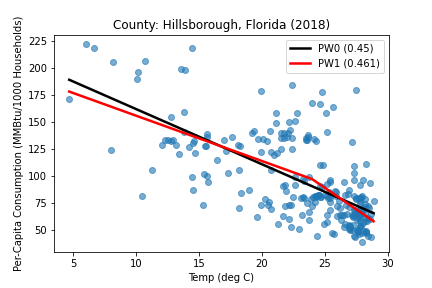 County: Hillsborough, Florida (2018)
Per-Capita Consumption (MMBtu/1000 Households)
225
200
175
150
125
100
75
50
PW0 (0.45)
PW1 (0.461)
5 10 15 20 25 30
Temp (deg C)